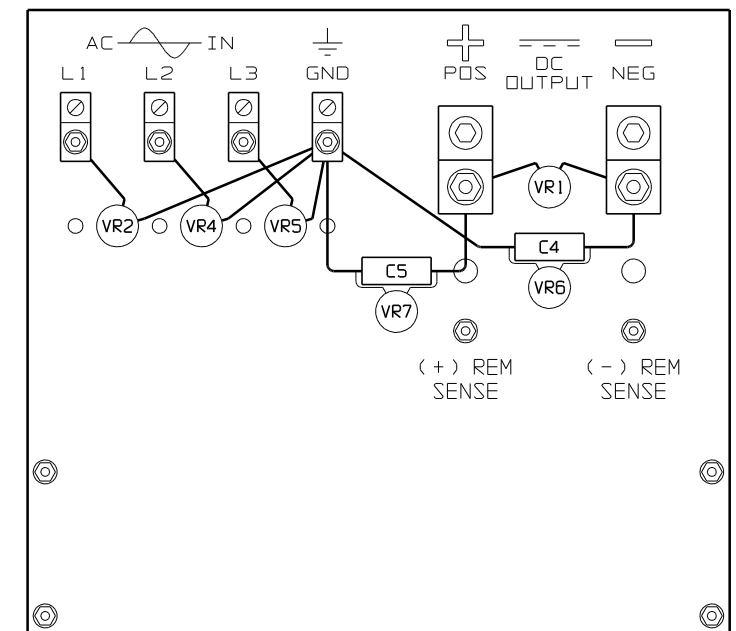 AC IN
L1 L2 L3 GND POS DC OUTPUT NEG
VR1
VR2 VR4 VR5
C4
C5
VR6
VR7
(+) REM SENSE
(-) REM SENSE